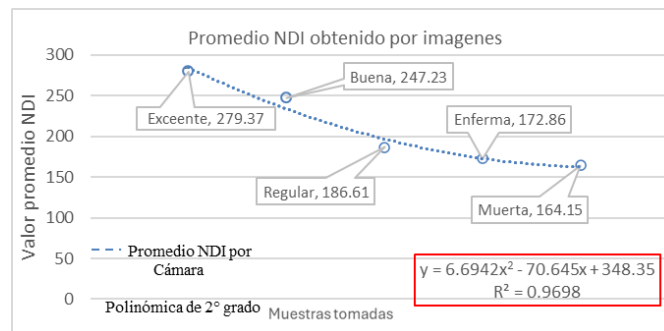 Promedio NDI obtenido por imagenes
Valor promedio NDI
300
250
200
150
100
50
0
Exceente, 279.37
Buena, 247.23
Regular, 186.61
Enferma, 172.86
Muerta, 164.15
Promedio NDI por
Cámara
Polinómica de 2° grado
Muestras tomadas
y = 6.6942x² - 70.645x + 348.35
R² = 0.9698